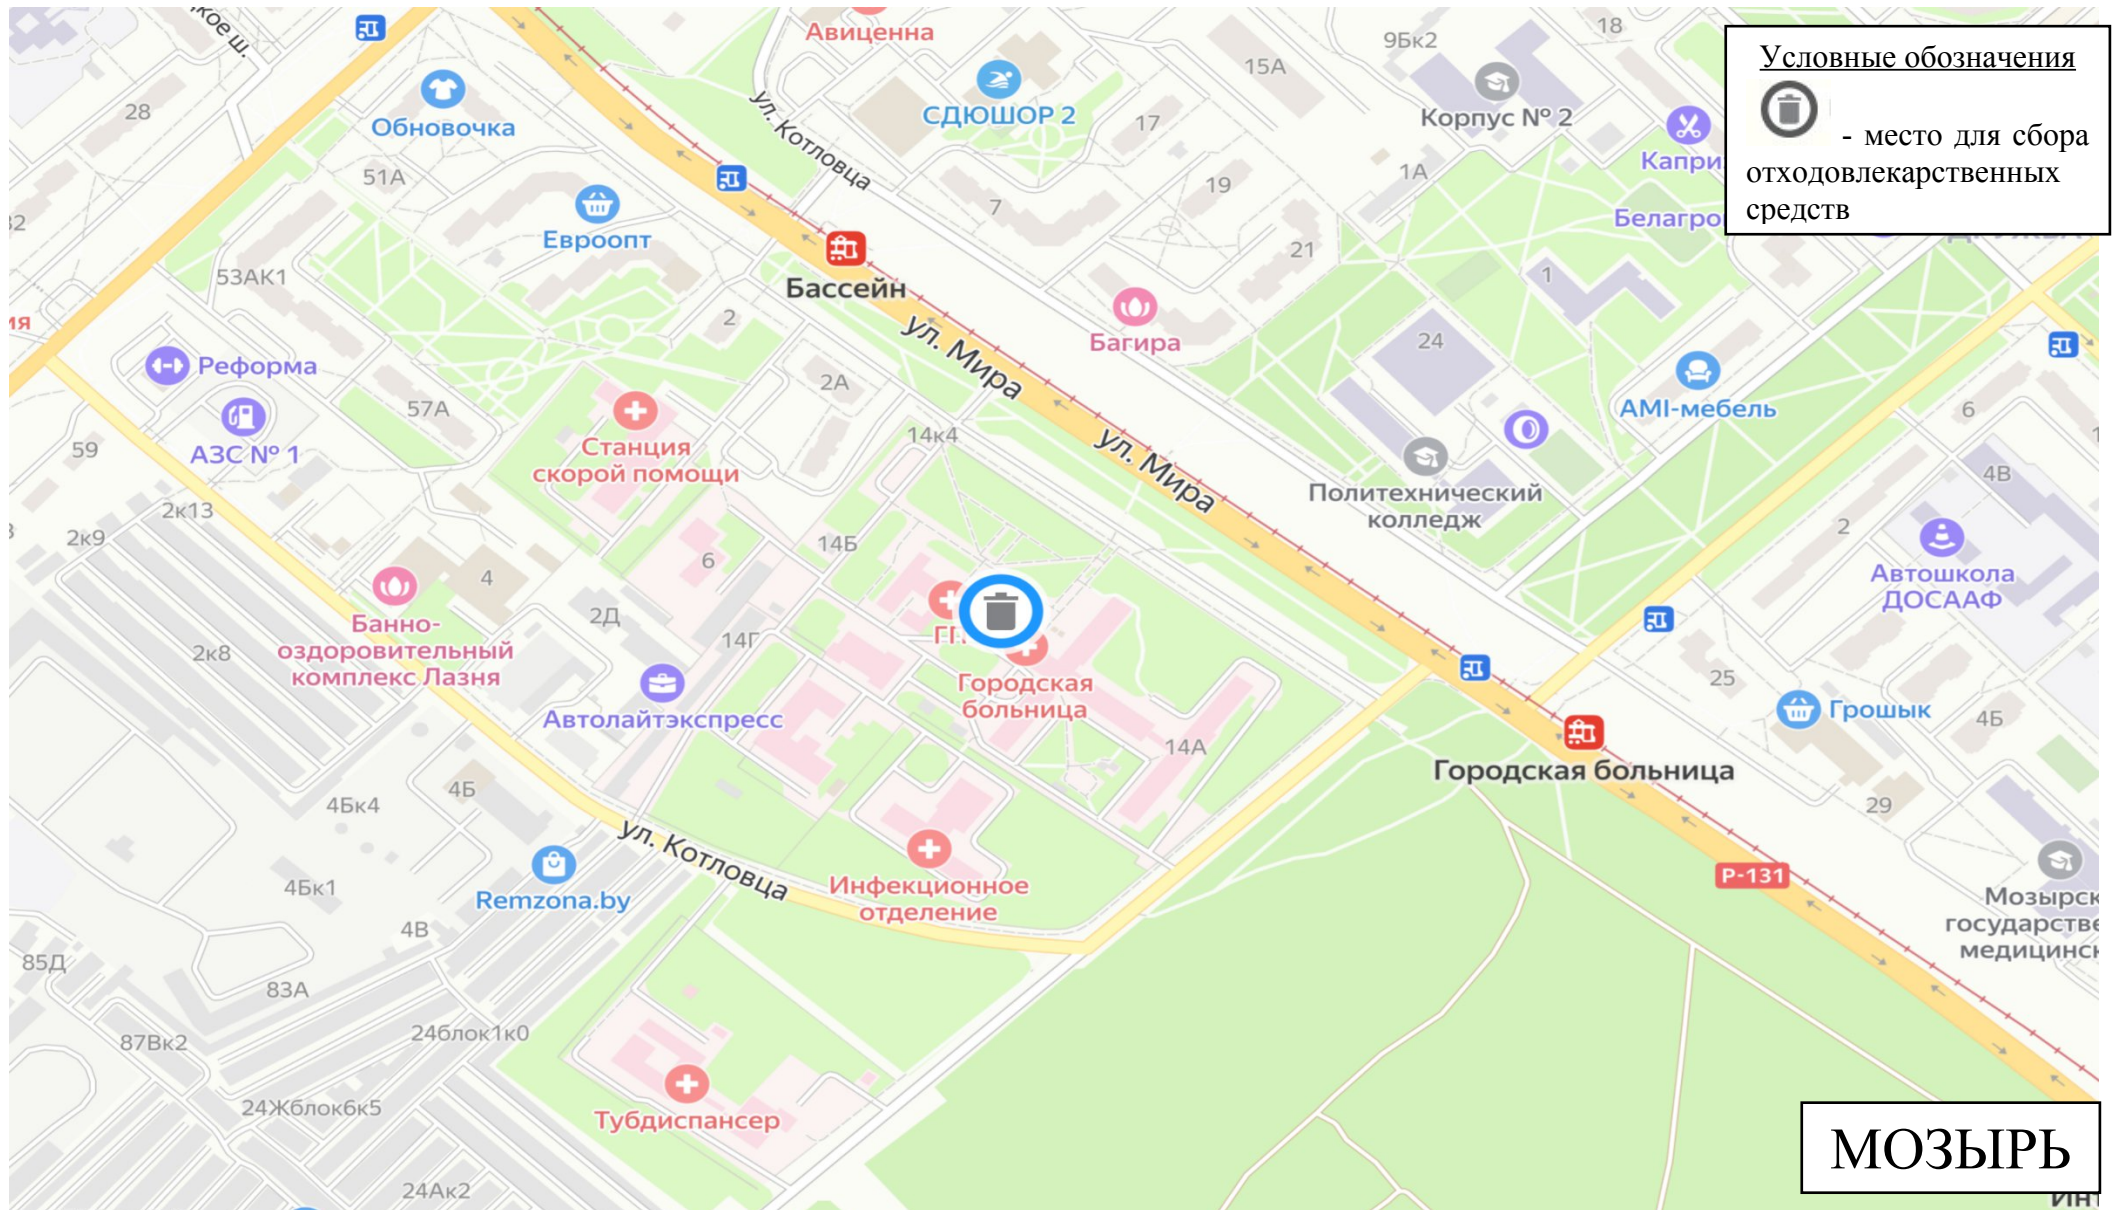 Условные обозначения
- место для сбора
отходовлекарственных
средств
Авиценна
18
9Бк2
15А
28
Обновочка
ул. Котловца
СДЮШОР 2
17
Корпус № 2
51А
1А
19
7
Евроопт
21
53АК1
Бассейн
1
2
ул. Мира
Багира
24
Реформа
2А
АМI-мебель
57А
6
14к4
59
АЗС № 1
Станция
скорой помощи
ул. Мира
4В
Политехнический
колледж
2к13
2к9
14Б
2
6
4
Автошкола
ДОСААФ
2Д
Банно-
оздоровительный
комплекс Лазня
2к8
14Г
25
Городская
больница
Автолайтэкспресс
Грошык
4Б
14А
Городская больница
4Б
4Бк4
29
ул. Котловца
Р-131
4Бк1
Remzona.by
Инфекционное
отделение
4В
85Д
83А
24блок1к0
87Вк2
24Жблок6к5
Тубдиспансер
24Ак2
МОЗЫРЬ